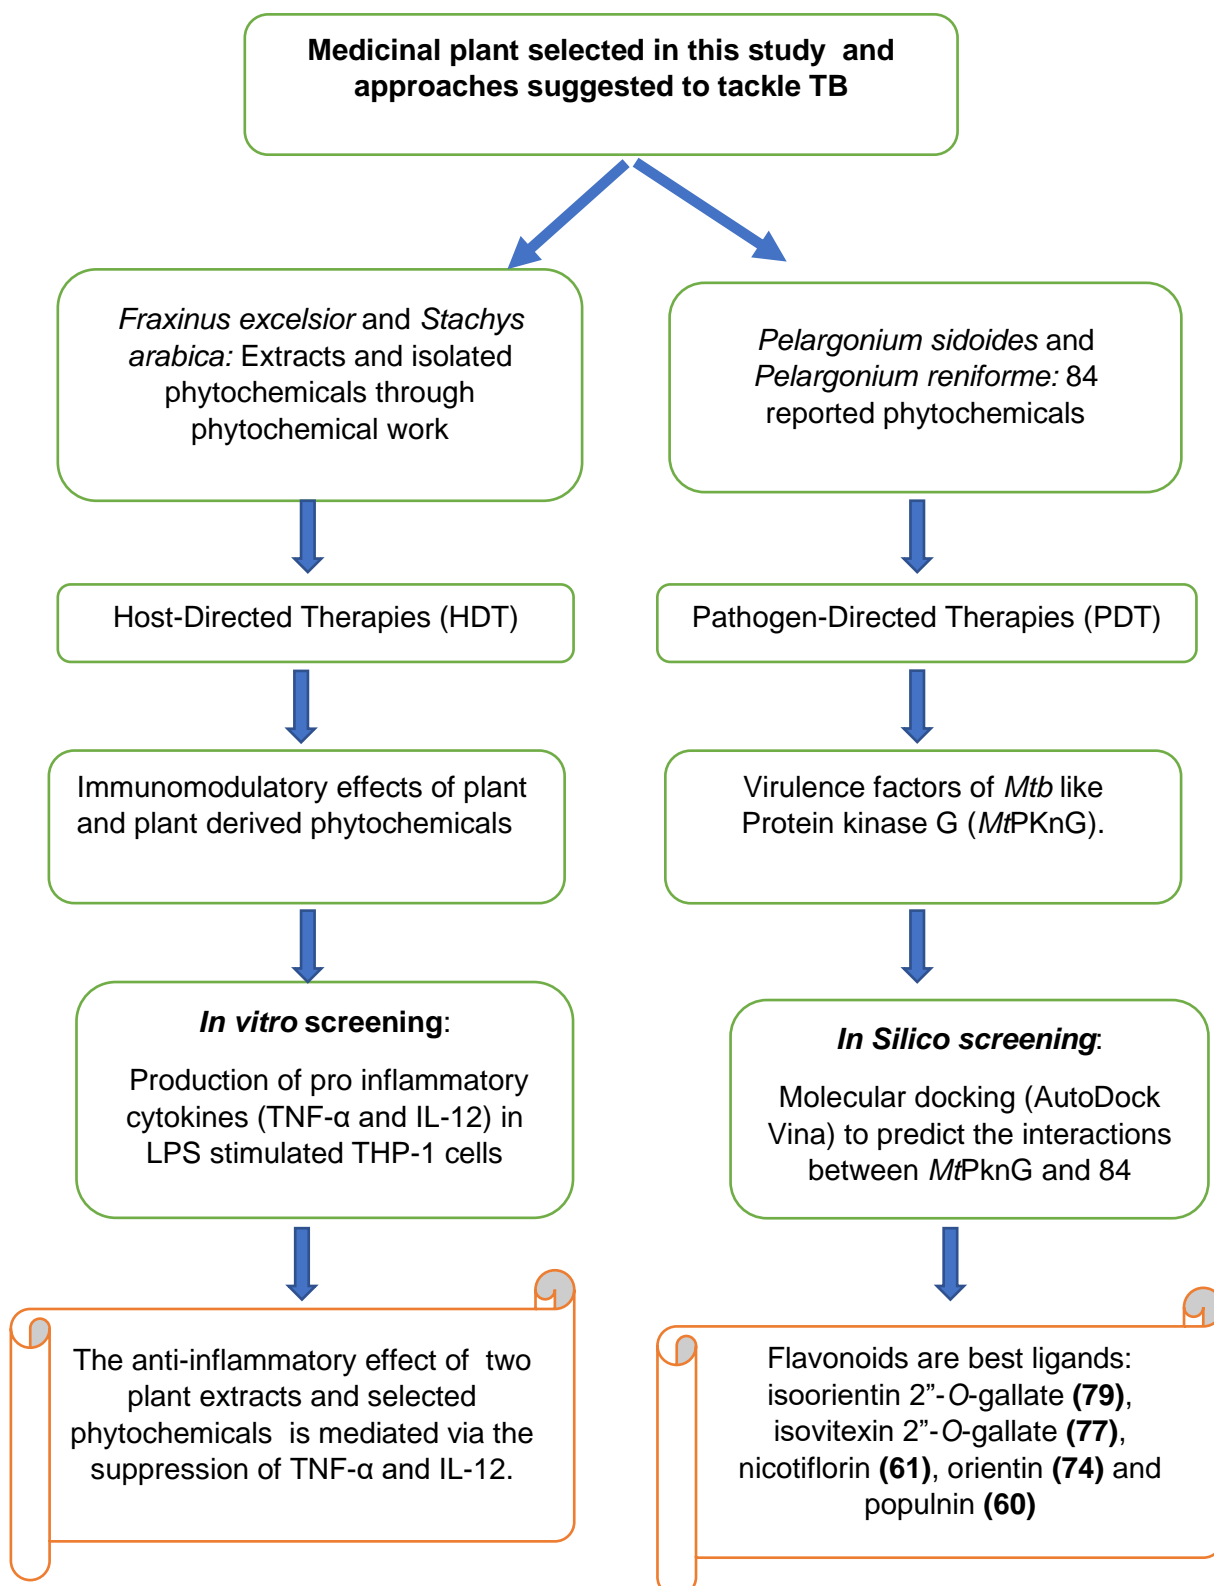 Medicinal plant selected in this study and
approaches suggested to tackle TB
Fraxinus excelsior and Stachys
arabica: Extracts and isolated
phytochemicals through
phytochemical work
Pelargonium sidoides and
Pelargonium reniforme: 84
reported phytochemicals
Host-Directed Therapies (HDT)
Pathogen-Directed Therapies (PDT)
Immunomodulatory effects of plant
and plant derived phytochemicals
Virulence factors of Mtb like
Protein kinase G (MtPKnG).
In vitro screening:
Production of pro inflammatory
cytokines (TNF-α and IL-12) in
LPS stimulated THP-1 cells
In Silico screening:
Molecular docking (AutoDock
Vina) to predict the interactions
between MtPknG and 84
The anti-inflammatory effect of two
plant extracts and selected
phytochemicals is mediated via the
suppression of TNF-α and IL-12.
Flavonoids are best ligands:
isoorientin 2”-O-gallate (79),
isovitexin 2”-O-gallate (77),
nicotiflorin (61), orientin (74) and
populnin (60)